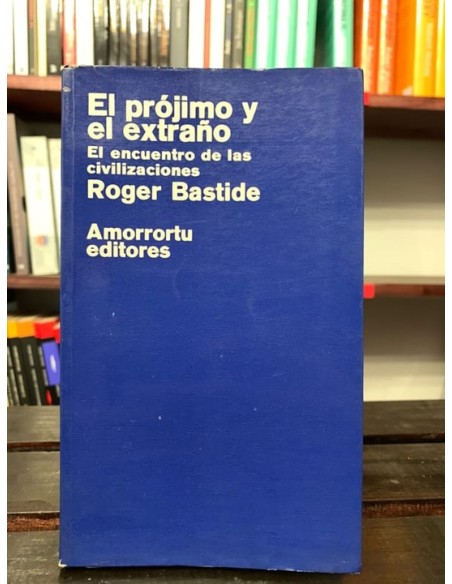 El prójimo y
el extraño
El encuentro de las
civilizaciones
Roger Bastide
Amorrortu
editores